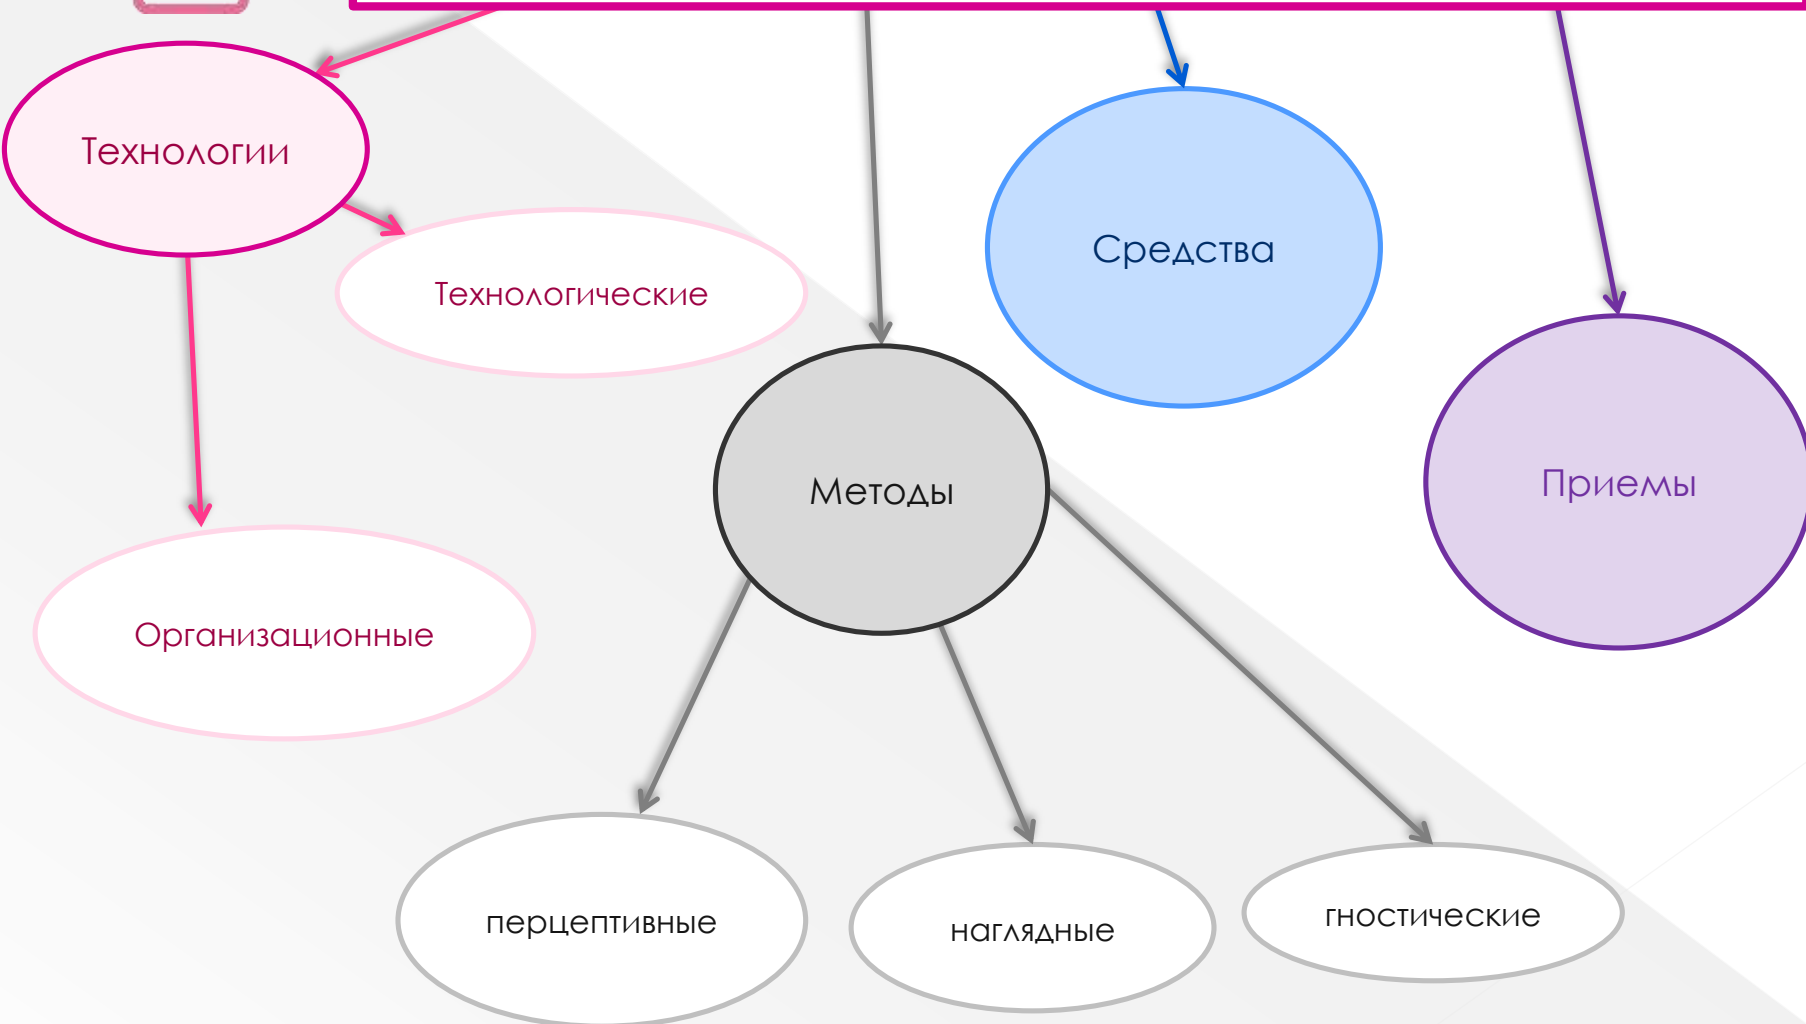 Технологии
Средства
Технологические
Методы
Приемы
Организационные
перцептивные
наглядные
гностические